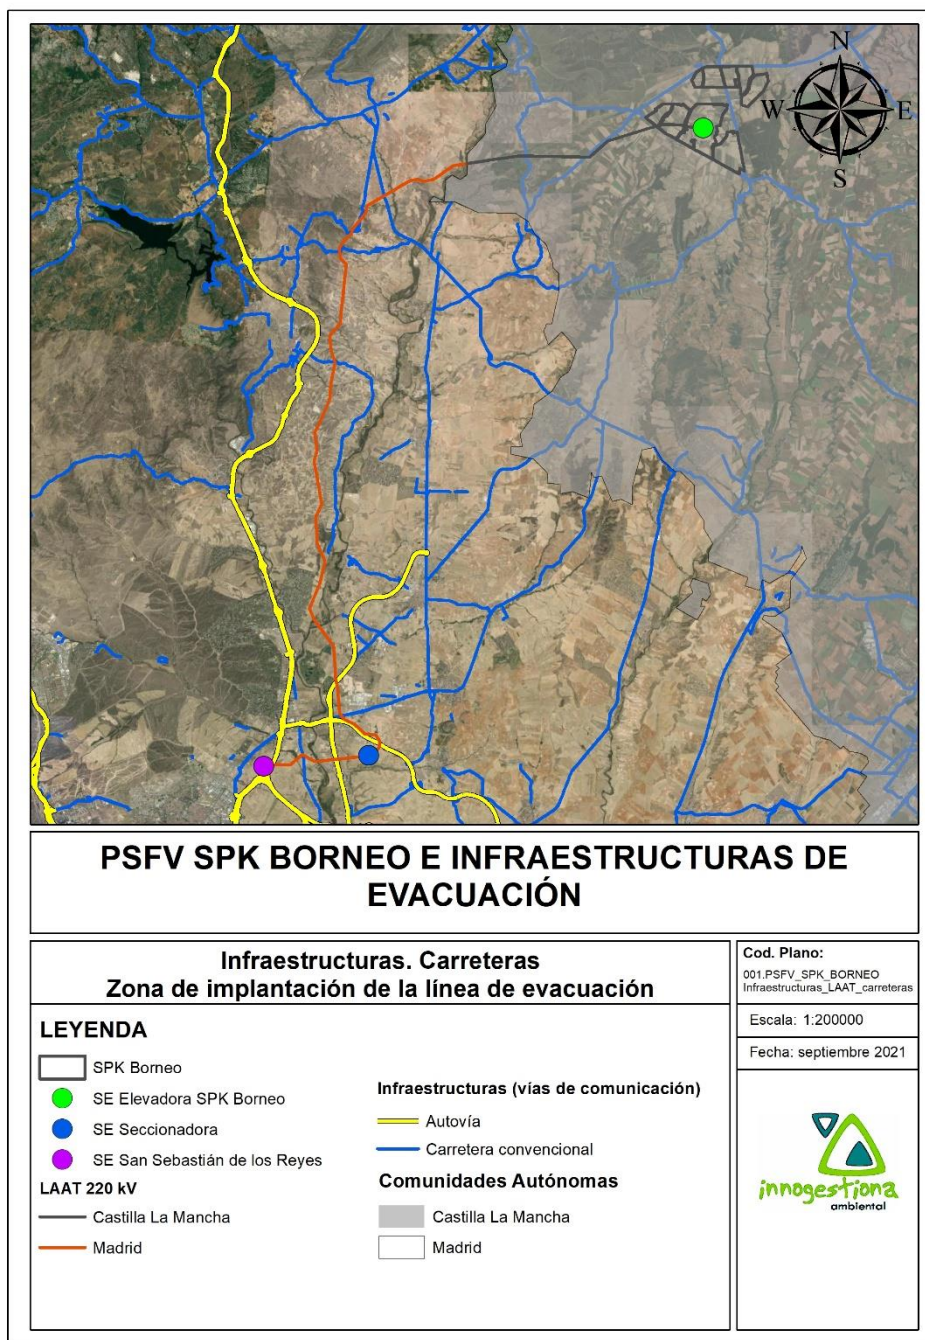 N
W
E
S
PSFV SPK BORNEO E INFRAESTRUCTURAS DE
EVACUACIÓN
Infraestructuras. Carreteras
Zona de implantación de la línea de evacuación
LEYENDA
SPK Borneo
SE Elevadora SPK Borneo
SE Seccionadora
SE San Sebastián de los Reyes
LAAT 220 kV
Castilla La Mancha
Madrid
Infraestructuras (vías de comunicación)
Autovía
Carretera convencional
Comunidades Autónomas
Castilla La Mancha
Madrid
Cod. Plano:
001.PSFV_SPK_BORNEO
Infraestructuras_LAAT_carreteras
Escala: 1:200000
Fecha: septiembre 2021
innogestiona
ambiental